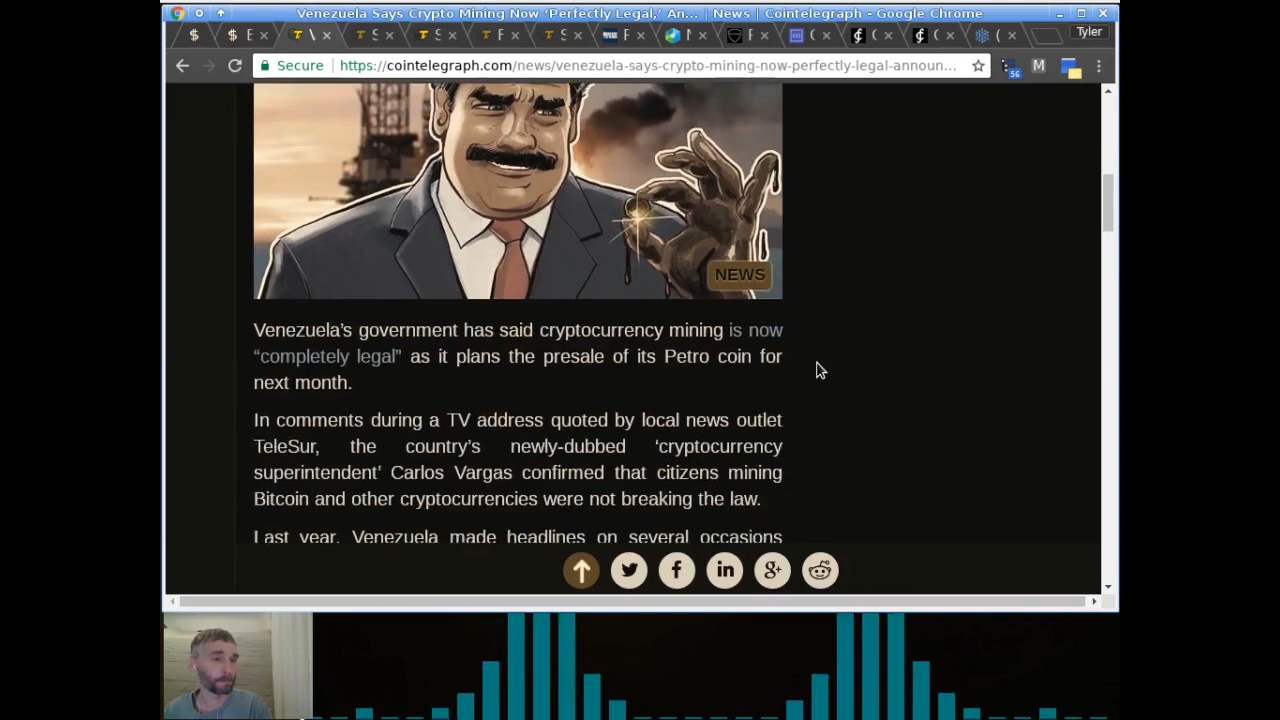 Venezuela Says Crypto Mining Now ‘Perfectly Legal,’ An... | News | Cointelegraph - Google Chrome
Tyler
Secure | https://cointelegraph.com/news/venezuela-says-crypto-mining-now-perfectly-legal-announ...
56
M
NEWS
Venezuela’s government has said cryptocurrency mining is now
“completely legal” as it plans the presale of its Petro coin for
next month.
In comments during a TV address quoted by local news outlet
TeleSur, the country’s newly-dubbed ‘cryptocurrency
superintendent’ Carlos Vargas confirmed that citizens mining
Bitcoin and other cryptocurrencies were not breaking the law.
Last year, Venezuela made headlines on several occasions